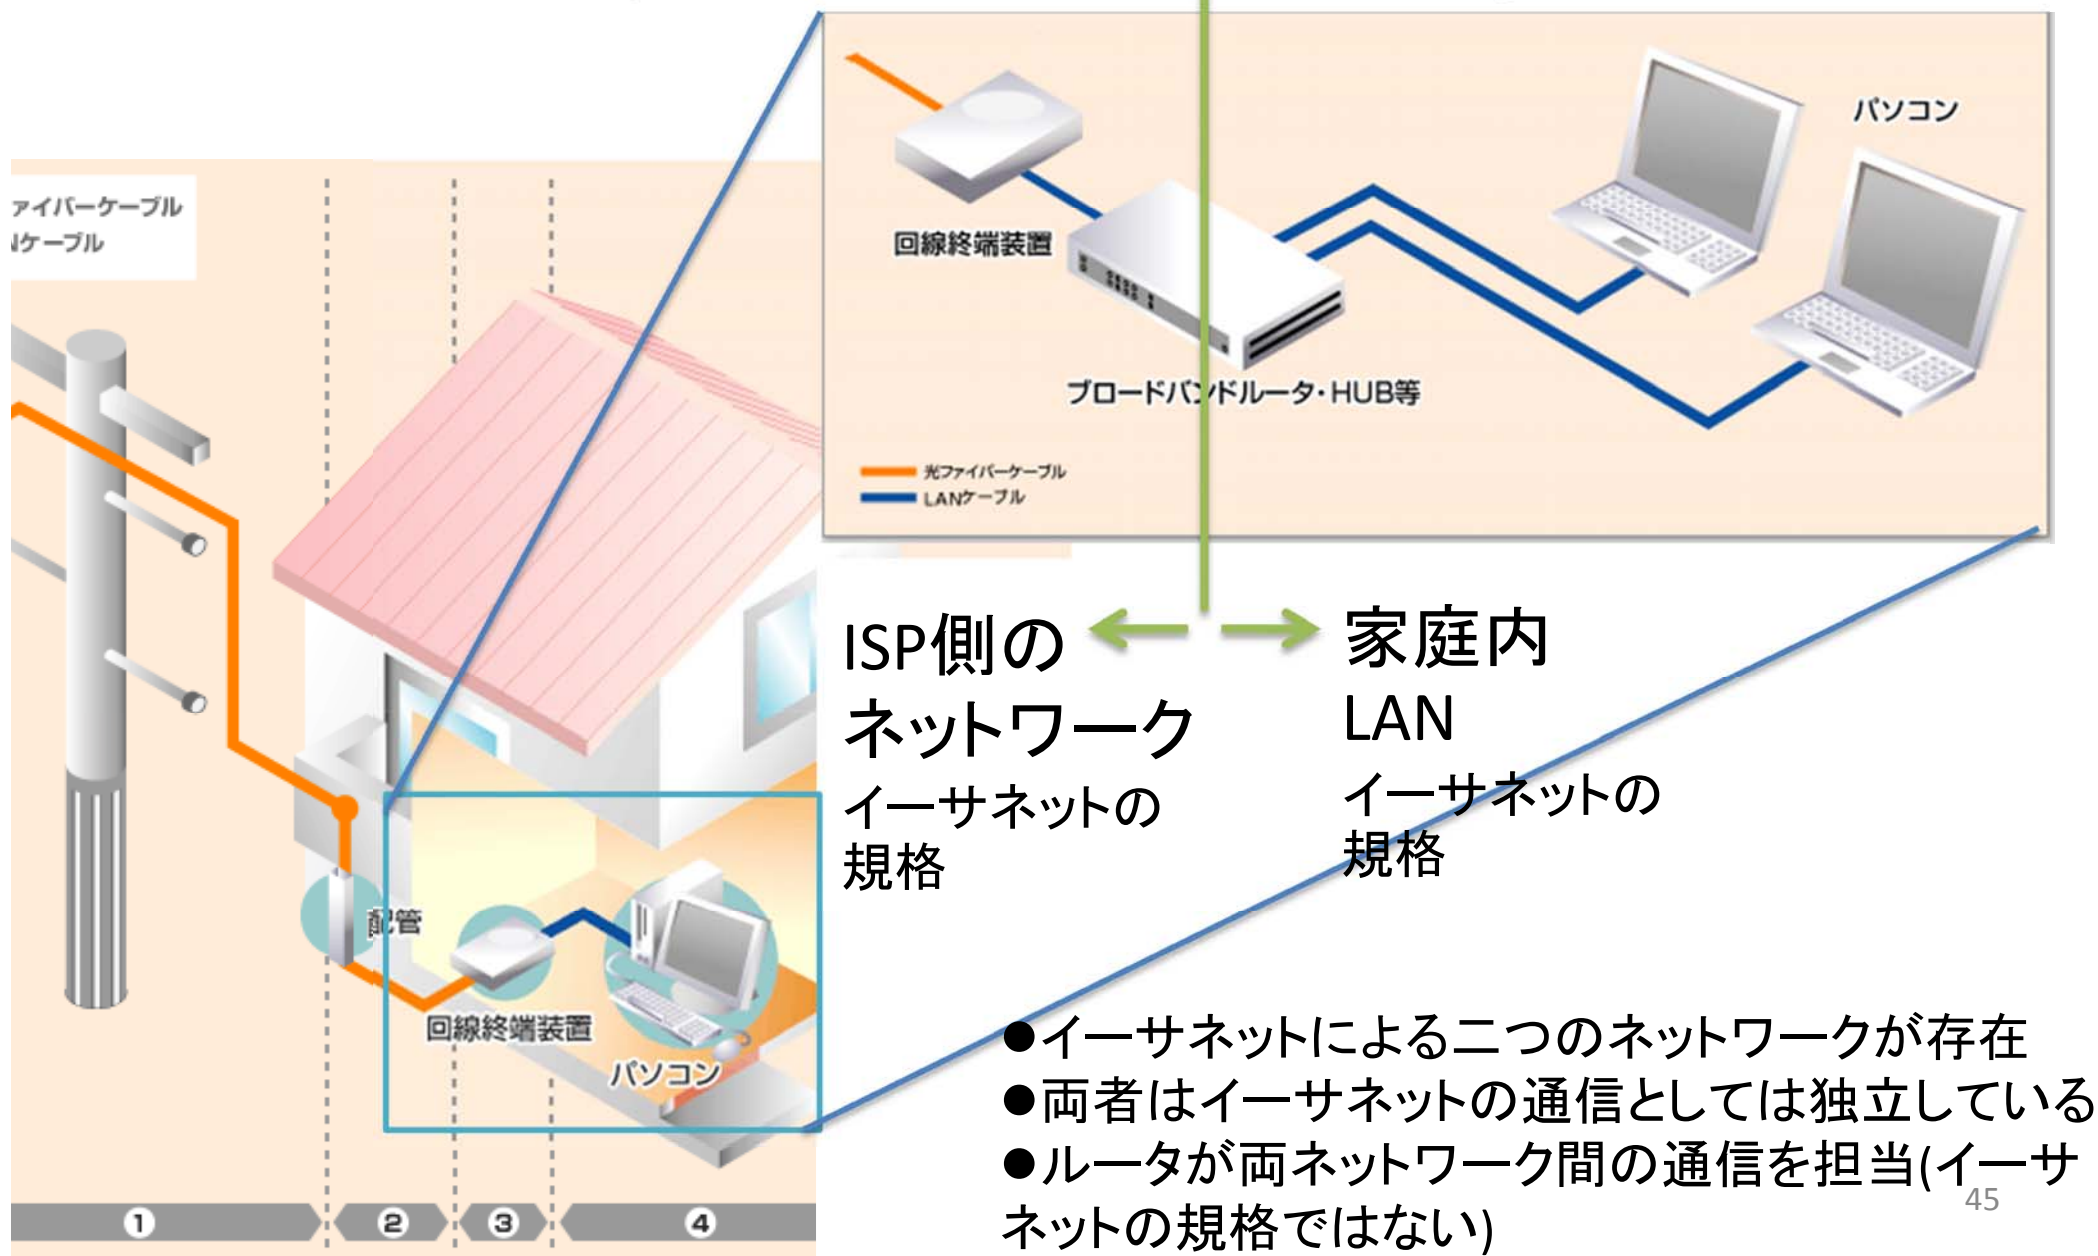 ァイバーケーブル
Nケーブル
配管
回線終端装置
パソコン
① ② ③ ④
パソコン
回線終端装置
ブロードバンドルータ・HUB等
光ファイバーケーブル
LANケーブル
ISP側の
ネットワーク
イーサネットの
規格
家庭内
LAN
イーサネットの
規格
●イーサネットによる二つのネットワークが存在
●両者はイーサネットの通信としては独立している
●ルータが両ネットワーク間の通信を担当(イーサ
ネットの規格ではない)
45